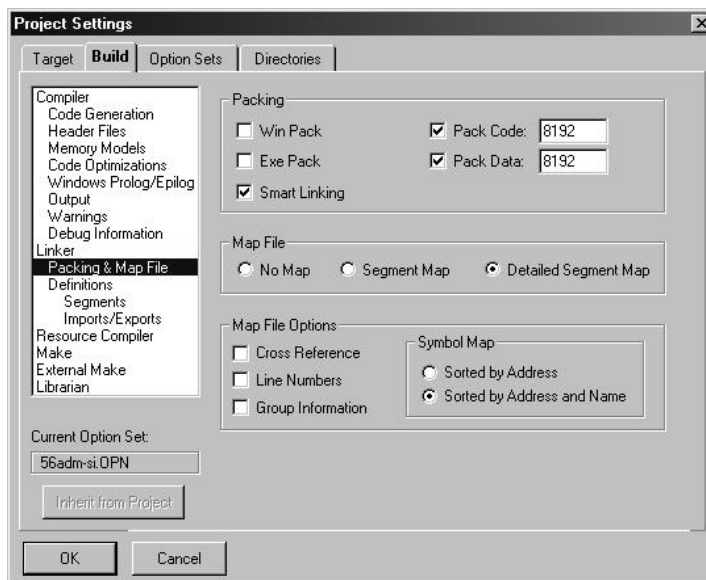 Project Settings
Target Build Option Sets Directories
Compiler
Code Generation
Header Files
Memory Models
Code Optimizations
Windows Prolog/Epilog
Output
Warnings
Debug Information
Linker
Packing & Map File
Definitions
Segments
Imports/Exports
Resource Compiler
Make
External Make
Librarian
Current Option Set:
56adm-si.OPN
Inherit from Project
Packing
Win Pack Pack Code: 8192
Exe Pack Pack Data: 8192
Smart Linking
Map File
No Map Segment Map Detailed Segment Map
Map File Options
Cross Reference
Line Numbers
Group Information
Symbol Map
Sorted by Address
Sorted by Address and Name
OK Cancel